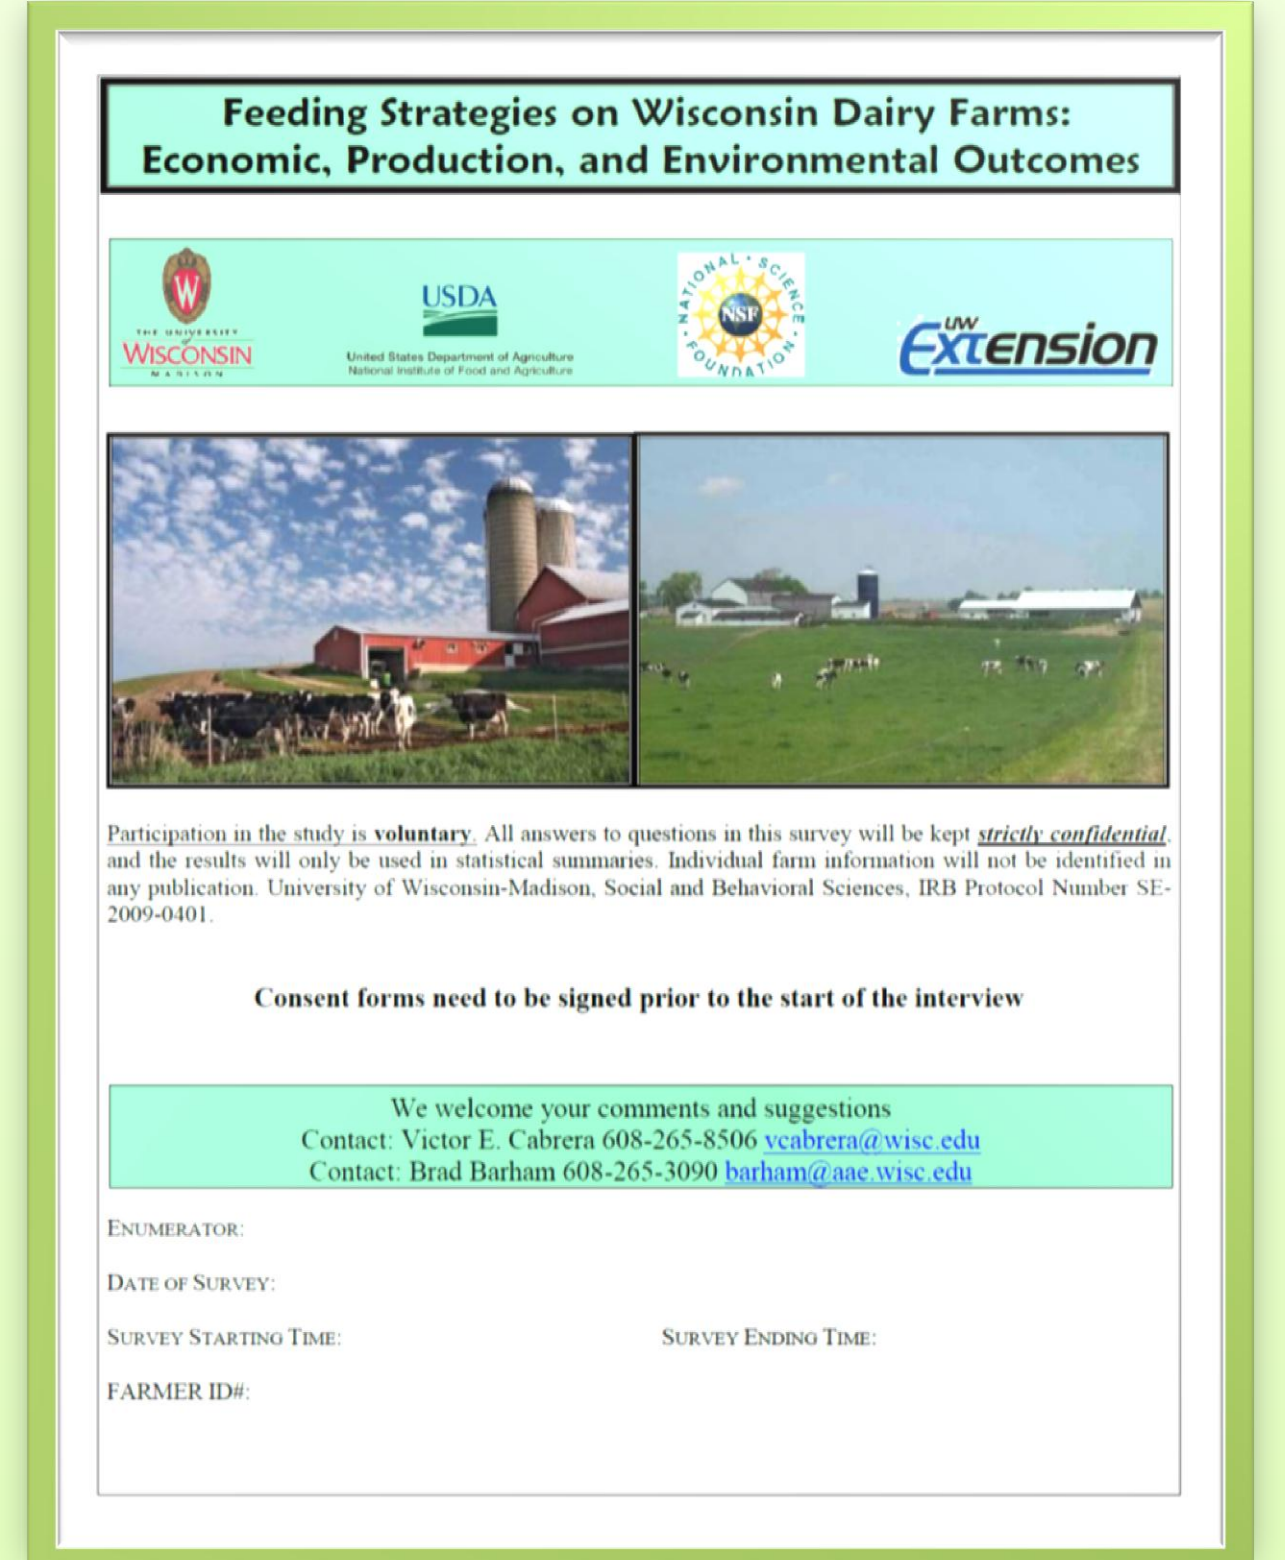 Feeding Strategies on Wisconsin Dairy Farms:
Economic, Production, and Environmental Outcomes
W
THE UNIVERSITY
of
WISCONSIN
MADISON
USDA
United States Department of Agriculture
National Institute of Food and Agriculture
NATIONAL SCIENCE FOUNDATION
NSF
UW
Extension
Participation in the study is voluntary. All answers to questions in this survey will be kept strictly confidential,
and the results will only be used in statistical summaries. Individual farm information will not be identified in
any publication. University of Wisconsin-Madison, Social and Behavioral Sciences, IRB Protocol Number SE-
2009-0401.
Consent forms need to be signed prior to the start of the interview
We welcome your comments and suggestions
Contact: Victor E. Cabrera 608-265-8506 vcabrera@wisc.edu
Contact: Brad Barham 608-265-3090 barham@aae.wisc.edu
ENUMERATOR:
DATE OF SURVEY:
SURVEY STARTING TIME: SURVEY ENDING TIME:
FARMER ID#: